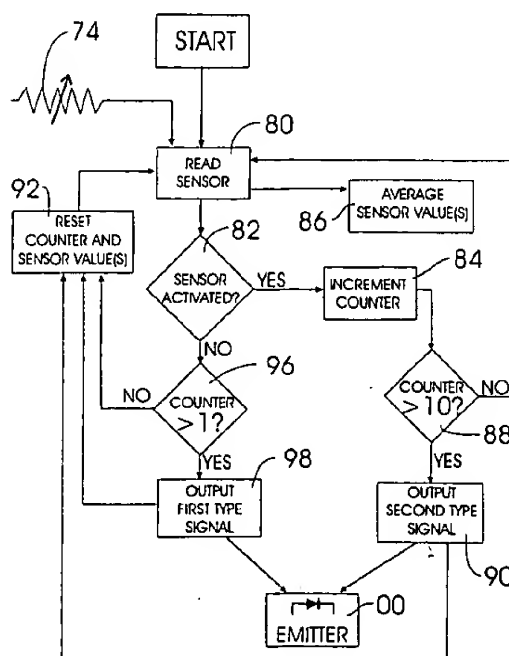 74
START
80
READ
SENSOR
92
RESET
COUNTER AND
SENSOR VALUE(S)
AVERAGE
SENSOR VALUE(S)
86
82
SENSOR
ACTIVATED?
YES
84
INCREMENT
COUNTER
NO
96
NO
COUNTER
> 1?
COUNTER
> 10?
NO
88
YES
98
YES
OUTPUT
FIRST TYPE
SIGNAL
OUTPUT
SECOND TYPE
SIGNAL
90
00
EMITTER